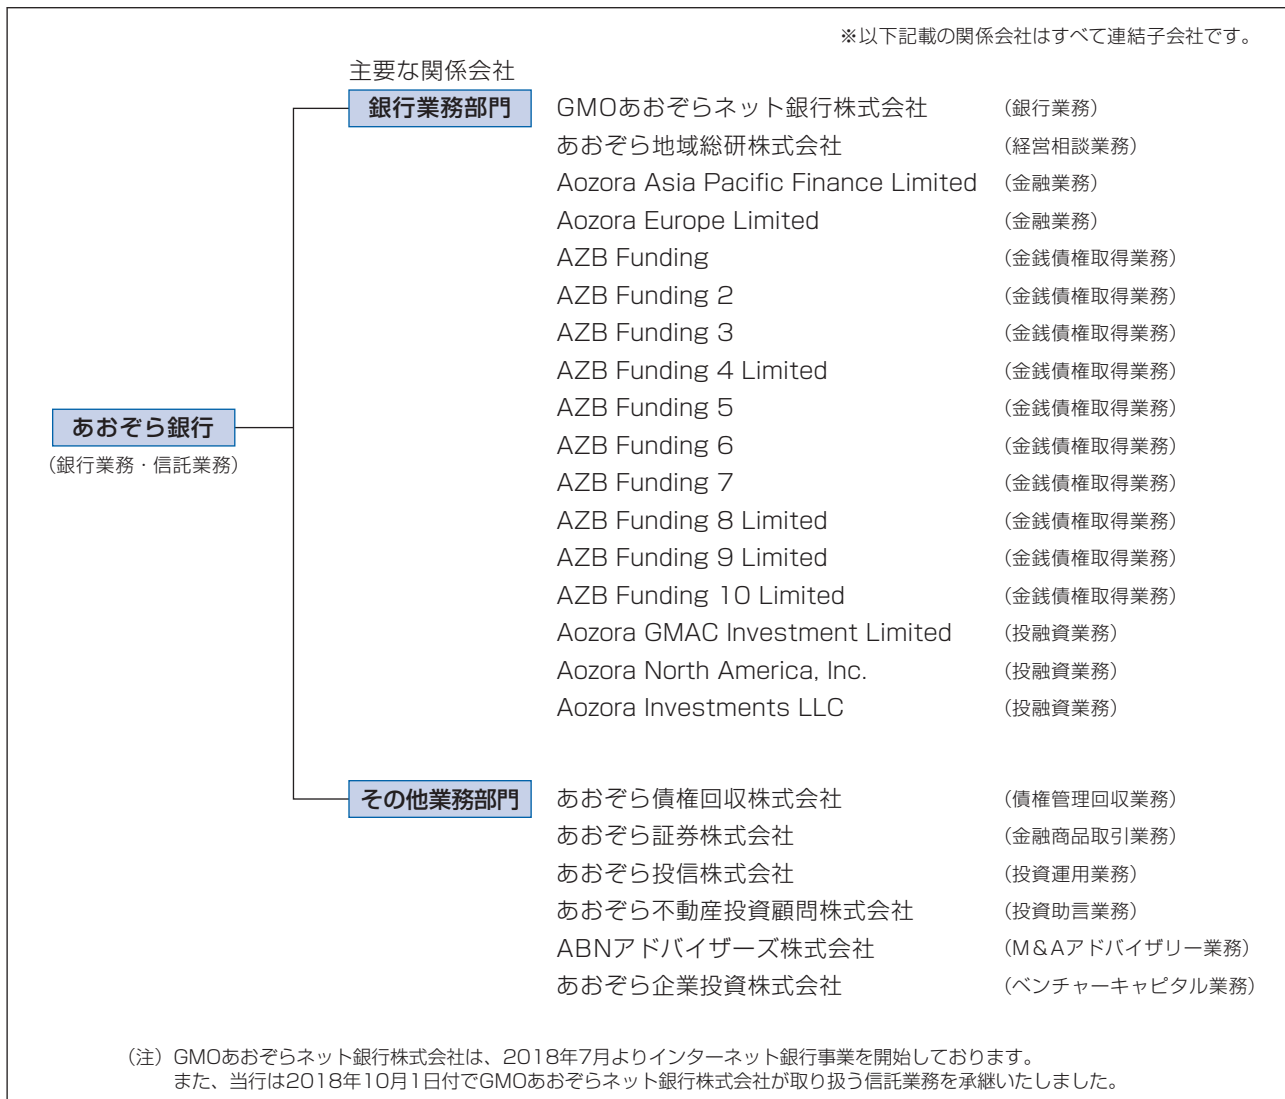 ※以下記載の関係会社はすべて連結子会社です。
主要な関係会社
銀行業務部門
GMOあおぞらネット銀行株式会社 （銀行業務）
あおぞら地域総研株式会社 （経営相談業務）
Aozora Asia Pacific Finance Limited （金融業務）
Aozora Europe Limited （金融業務）
AZB Funding （金銭債権取得業務）
AZB Funding 2 （金銭債権取得業務）
AZB Funding 3 （金銭債権取得業務）
AZB Funding 4 Limited （金銭債権取得業務）
AZB Funding 5 （金銭債権取得業務）
あおぞら銀行
（銀行業務・信託業務）
AZB Funding 6 （金銭債権取得業務）
AZB Funding 7 （金銭債権取得業務）
AZB Funding 8 Limited （金銭債権取得業務）
AZB Funding 9 Limited （金銭債権取得業務）
AZB Funding 10 Limited （金銭債権取得業務）
Aozora GMAC Investment Limited （投融資業務）
Aozora North America, Inc. （投融資業務）
Aozora Investments LLC （投融資業務）
その他業務部門
あおぞら債権回収株式会社 （債権管理回収業務）
あおぞら証券株式会社 （金融商品取引業務）
あおぞら投信株式会社 （投資運用業務）
あおぞら不動産投資顧問株式会社 （投資助言業務）
ABNアドバイザーズ株式会社 （M＆Aアドバイザリー業務）
あおぞら企業投資株式会社 （ベンチャーキャピタル業務）
（注）GMOあおぞらネット銀行株式会社は、2018年7月よりインターネット銀行事業を開始しております。
また、当行は2018年10月1日付でGMOあおぞらネット銀行株式会社が取り扱う信託業務を承継いたしました。